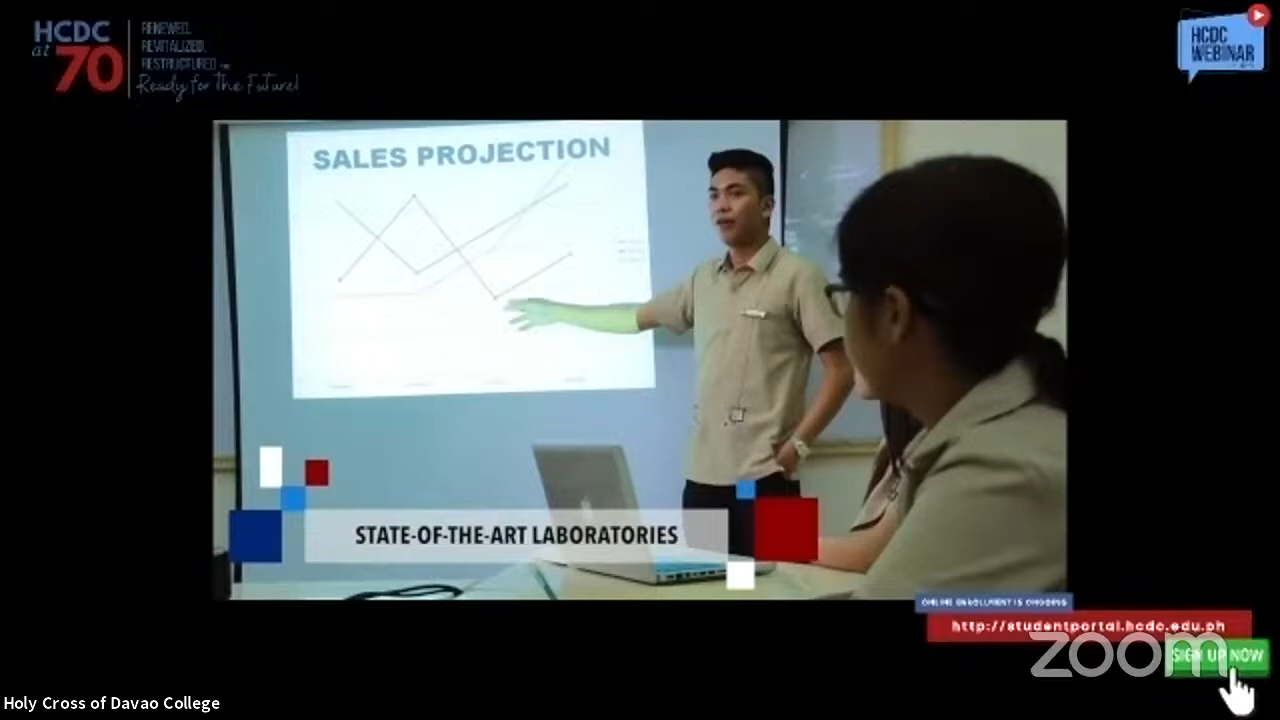 HCDC
at 70
RENEWED.
REVITALIZED.
RESTRUCTURED
Ready for the Future!
HCDC
WEBINAR
SALES PROJECTION
STATE-OF-THE-ART LABORATORIES
ONLINE ENROLLMENT IS ONGOING
http://studentportal.hcdc.edu.ph
zoom
SIGN UP NOW
Holy Cross of Davao College